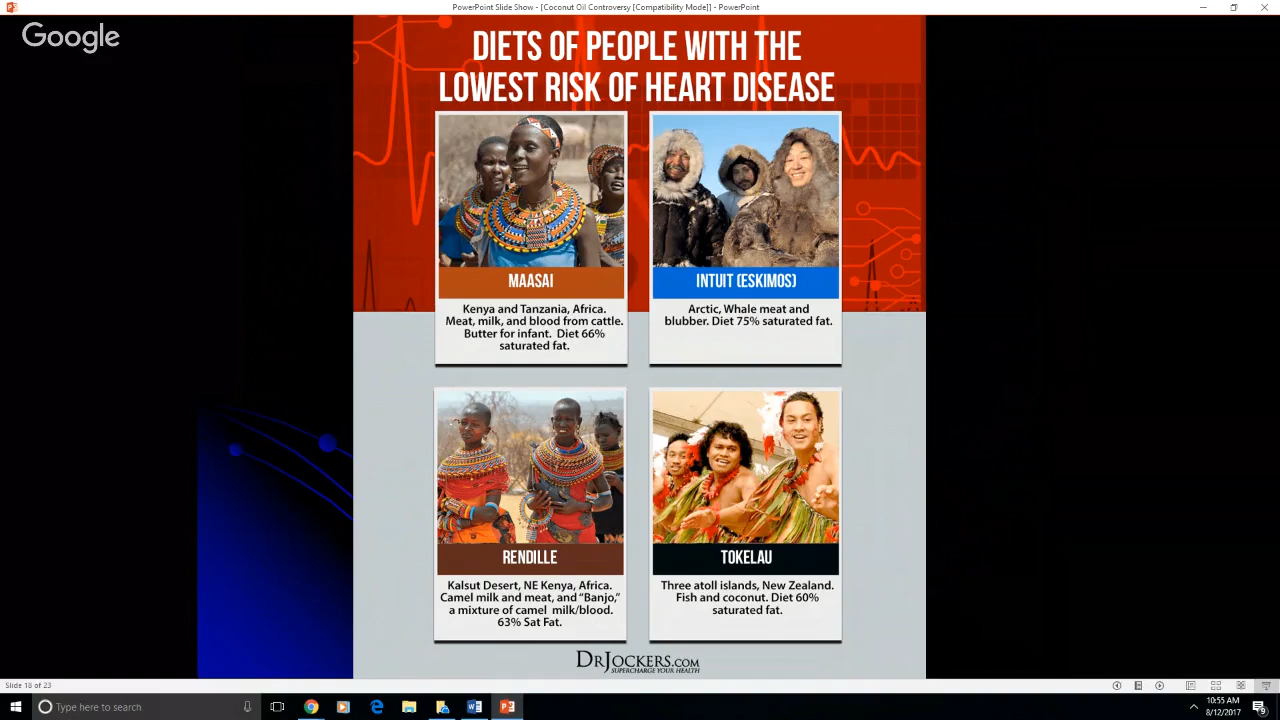 PowerPoint Slide Show - [Coconut Oil Controversy [Compatibility Mode]] - PowerPoint
Google
DIETS OF PEOPLE WITH THE
LOWEST RISK OF HEART DISEASE
MAASAI
Kenya and Tanzania, Africa.
Meat, milk, and blood from cattle.
Butter for infant. Diet 66%
saturated fat.
INTUIT (ESKIMOS)
Arctic, Whale meat and
blubber. Diet 75% saturated fat.
RENDILLE
Kalsut Desert, NE Kenya, Africa.
Camel milk and meat, and “Banjo,”
a mixture of camel milk/blood.
63% Sat Fat.
TOKELAU
Three atoll islands, New Zealand.
Fish and coconut. Diet 60%
saturated fat.
DRJOCKERS.COM
SUPERCHARGE YOUR HEALTH
Slide 18 of 23
Type here to search
10:55 AM
8/12/2017
9